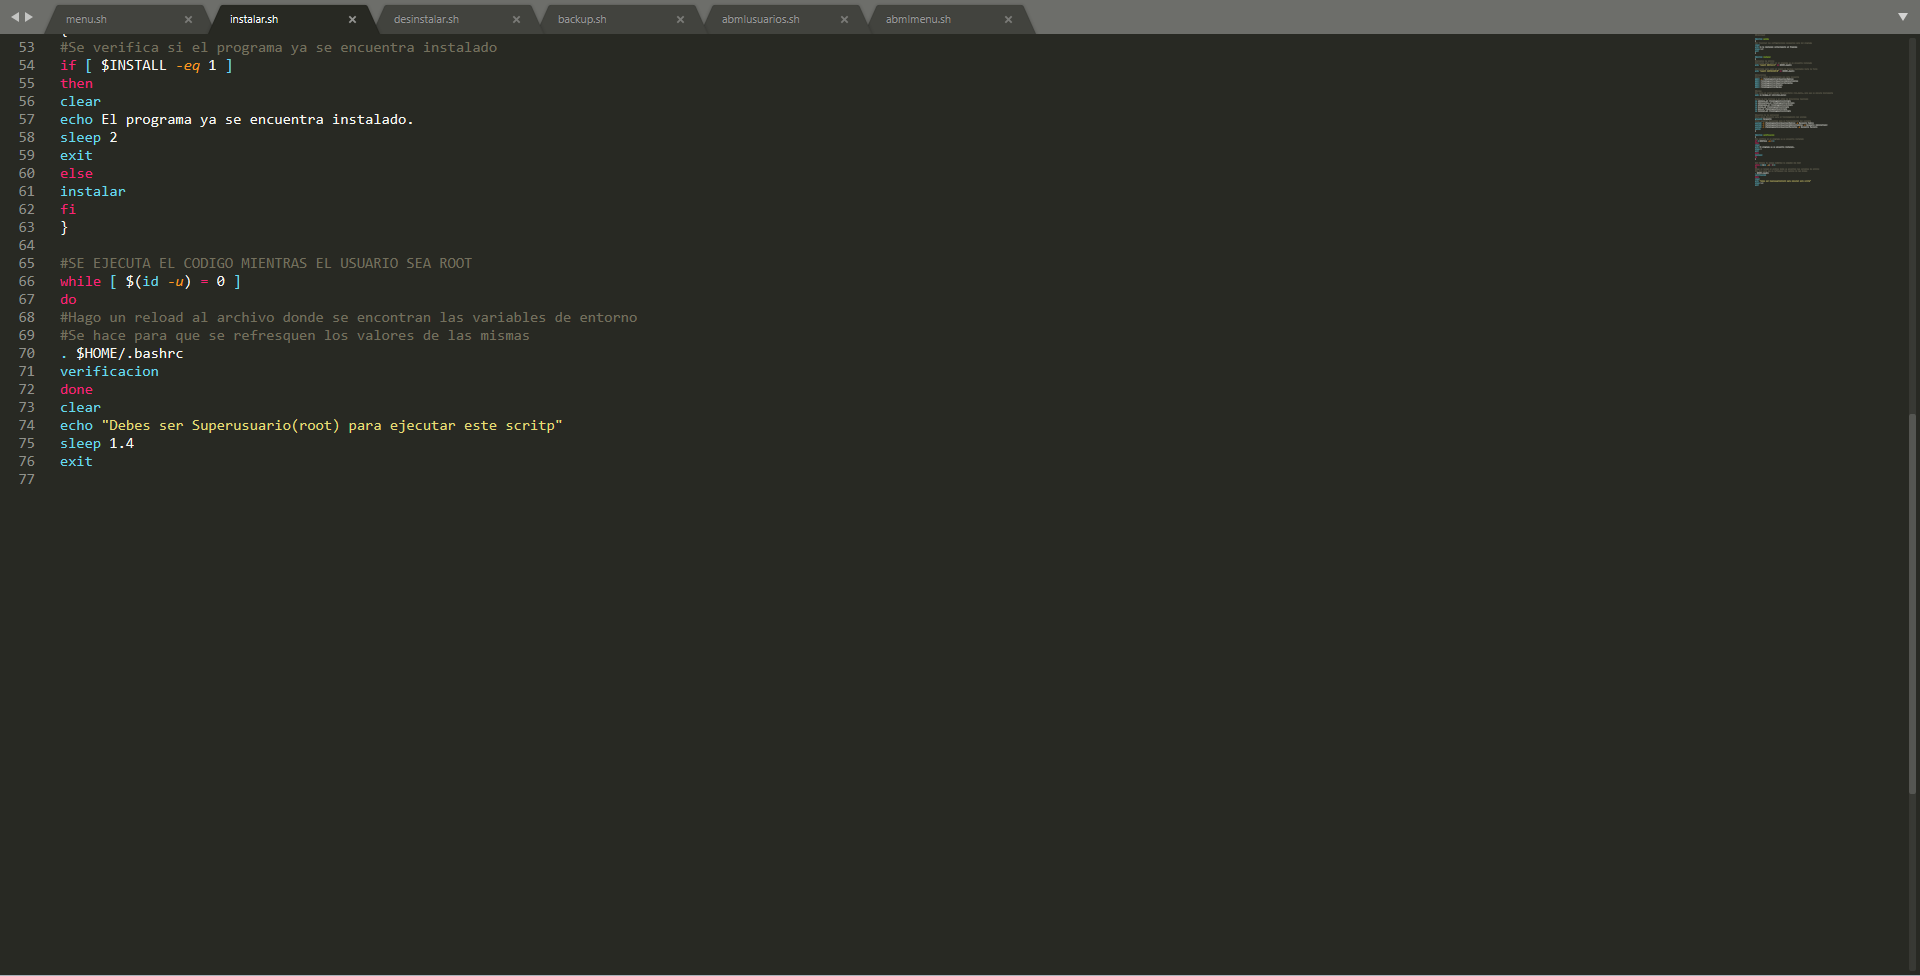 menu.sh
instalar.sh
desinstalar.sh
backup.sh
abmlusuarios.sh
abmlmenu.sh
{
53 #Se verifica si el programa ya se encuentra instalado
54 if [ $INSTALL -eq 1 ]
55 then
56 clear
57 echo El programa ya se encuentra instalado.
58 sleep 2
59 exit
60 else
61 instalar
62 fi
63 }
64
65 #SE EJECUTA EL CODIGO MIENTRAS EL USUARIO SEA ROOT
66 while [ $(id -u) = 0 ]
67 do
68 #Hago un reload al archivo donde se encontran las variables de entorno
69 #Se hace para que se refresquen los valores de las mismas
70 . $HOME/.bashrc
71 verificacion
72 done
73 clear
74 echo "Debes ser Superusuario(root) para ejecutar este scritp"
75 sleep 1.4
76 exit
77